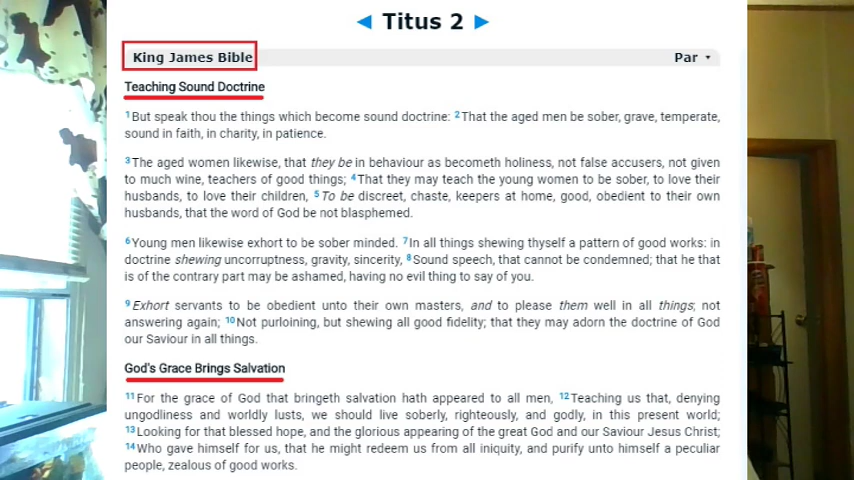 ◄ Titus 2 ►
King James Bible Par ▾
Teaching Sound Doctrine
1But speak thou the things which become sound doctrine: 2That the aged men be sober, grave, temperate,
sound in faith, in charity, in patience.
3The aged women likewise, that they be in behaviour as becometh holiness, not false accusers, not given
to much wine, teachers of good things; 4That they may teach the young women to be sober, to love their
husbands, to love their children, 5To be discreet, chaste, keepers at home, good, obedient to their own
husbands, that the word of God be not blasphemed.
6Young men likewise exhort to be sober minded. 7In all things shewing thyself a pattern of good works: in
doctrine shewing uncorruptness, gravity, sincerity, 8Sound speech, that cannot be condemned; that he that
is of the contrary part may be ashamed, having no evil thing to say of you.
9Exhort servants to be obedient unto their own masters, and to please them well in all things; not
answering again; 10Not purloining, but shewing all good fidelity; that they may adorn the doctrine of God
our Saviour in all things.
God's Grace Brings Salvation
11For the grace of God that bringeth salvation hath appeared to all men, 12Teaching us that, denying
ungodliness and worldly lusts, we should live soberly, righteously, and godly, in this present world;
13Looking for that blessed hope, and the glorious appearing of the great God and our Saviour Jesus Christ;
14Who gave himself for us, that he might redeem us from all iniquity, and purify unto himself a peculiar
people, zealous of good works.